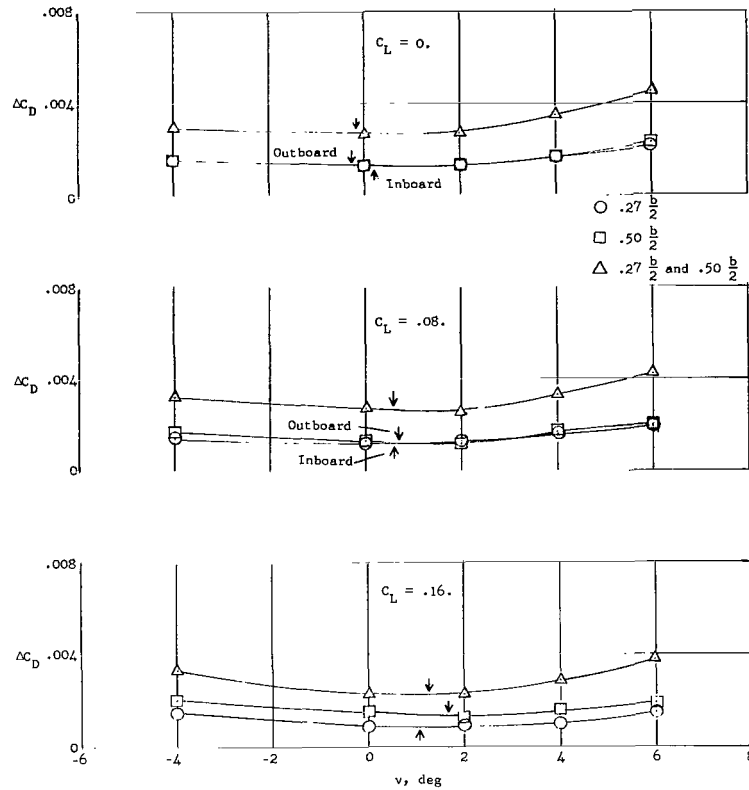 .008
C_L = 0.
ΔC_D .004
Outboard
Inboard
0
○ .27 b/2
□ .50 b/2
△ .27 b/2 and .50 b/2
.008
C_L = .08.
ΔC_D .004
Outboard
Inboard
0
.008
C_L = .16.
ΔC_D .004
0
-6 -4 -2 0 2 4 6 8
ν, deg